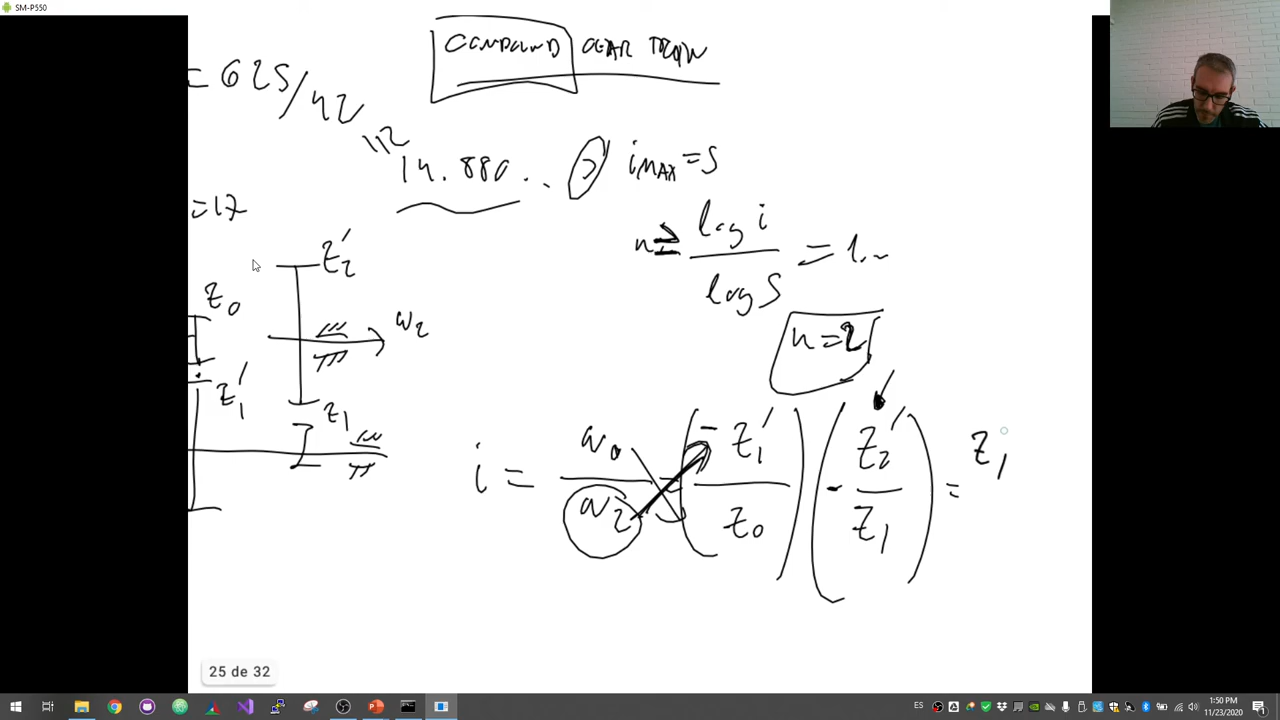 SM-P550
COMPOUND GEAR TRAIN
= 625/42
14.880...
i MAX = 5
= 17
n ≥ log i / log 5 = 1...
n = 2
z2'
z0
ω2
z1'
z1
i = ω0 / ω2 = (- z1' / z0) (- z2' / z1) = z1
25 de 32
ES
1:50 PM
11/23/2020